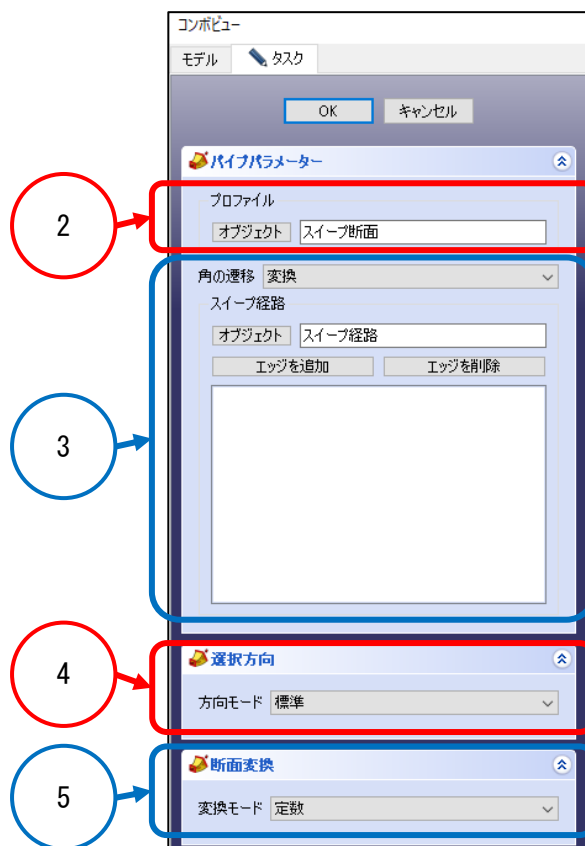 コンボビュー
モデル タスク
OK キャンセル
パイプパラメーター
2
プロファイル
オブジェクト スイープ断面
角の遷移 変換
スイープ経路
オブジェクト スイープ経路
エッジを追加 エッジを削除
3
選択方向
4
方向モード 標準
断面変換
5
変換モード 定数